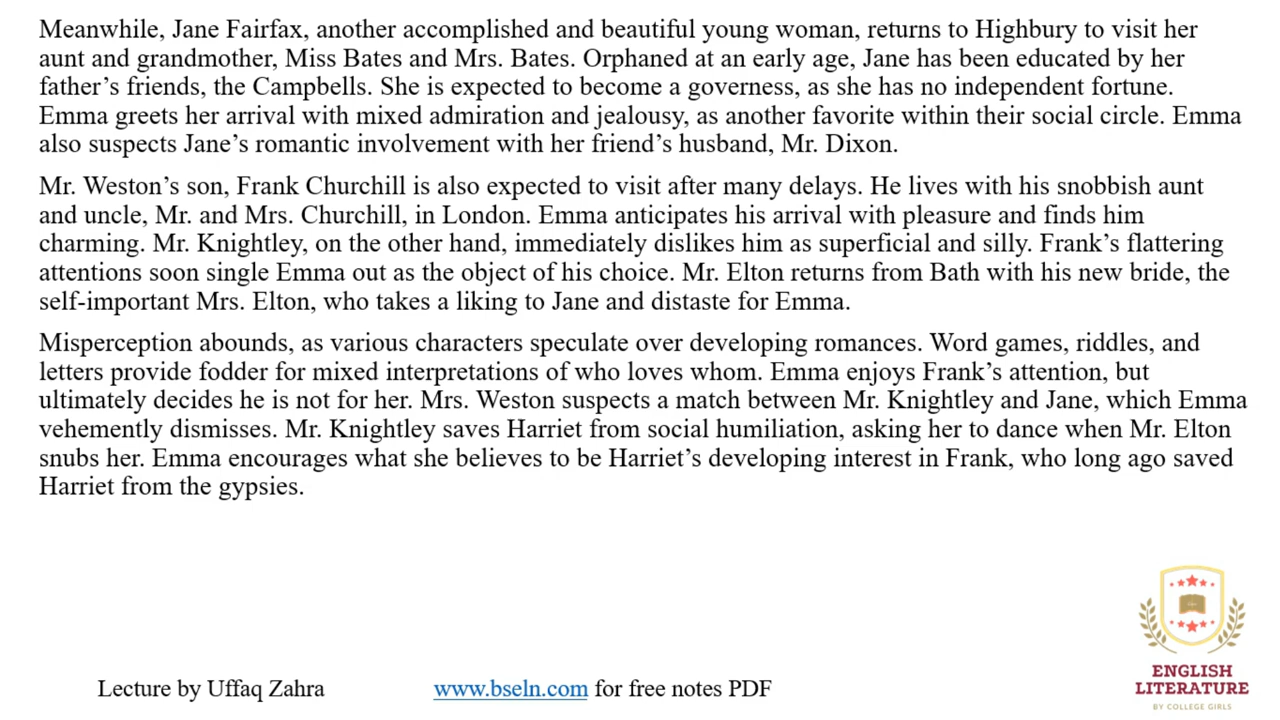 Meanwhile, Jane Fairfax, another accomplished and beautiful young woman, returns to Highbury to visit her
aunt and grandmother, Miss Bates and Mrs. Bates. Orphaned at an early age, Jane has been educated by her
father’s friends, the Campbells. She is expected to become a governess, as she has no independent fortune.
Emma greets her arrival with mixed admiration and jealousy, as another favorite within their social circle. Emma
also suspects Jane’s romantic involvement with her friend’s husband, Mr. Dixon.
Mr. Weston’s son, Frank Churchill is also expected to visit after many delays. He lives with his snobbish aunt
and uncle, Mr. and Mrs. Churchill, in London. Emma anticipates his arrival with pleasure and finds him
charming. Mr. Knightley, on the other hand, immediately dislikes him as superficial and silly. Frank’s flattering
attentions soon single Emma out as the object of his choice. Mr. Elton returns from Bath with his new bride, the
self-important Mrs. Elton, who takes a liking to Jane and distaste for Emma.
Misperception abounds, as various characters speculate over developing romances. Word games, riddles, and
letters provide fodder for mixed interpretations of who loves whom. Emma enjoys Frank’s attention, but
ultimately decides he is not for her. Mrs. Weston suspects a match between Mr. Knightley and Jane, which Emma
vehemently dismisses. Mr. Knightley saves Harriet from social humiliation, asking her to dance when Mr. Elton
snubs her. Emma encourages what she believes to be Harriet’s developing interest in Frank, who long ago saved
Harriet from the gypsies.
Lecture by Uffaq Zahra
www.bseln.com for free notes PDF
ENGLISH
LITERATURE
BY COLLEGE GIRLS